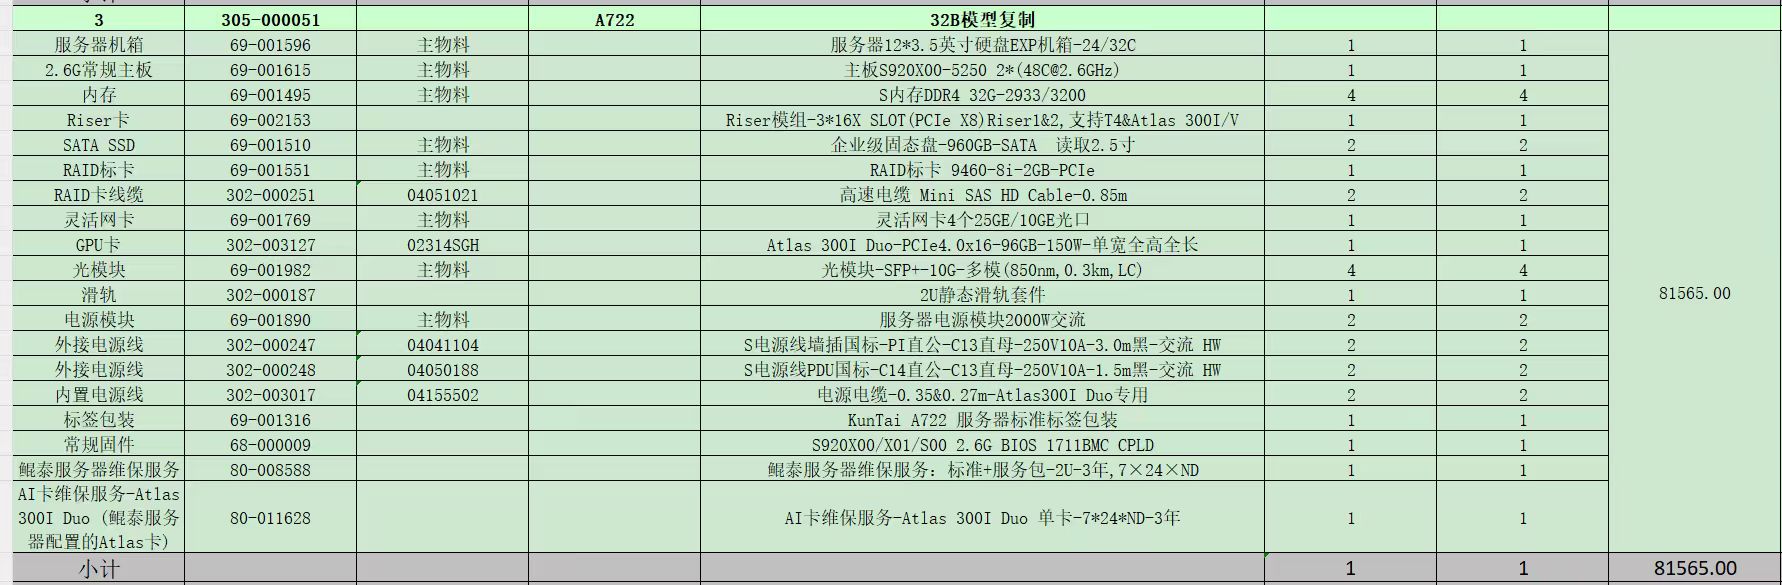 3 305-000051 A722 32B模型复制
服务器机箱 69-001596 主物料 服务器12*3.5英寸硬盘EXP机箱-24/32C 1 1
2.6G常规主板 69-001615 主物料 主板S920X00-5250 2*(48C@2.6GHz) 1 1
内存 69-001495 主物料 S内存DDR4 32G-2933/3200 4 4
Riser卡 69-002153 Riser模组-3*16X SLOT(PCIe X8)Riser1&2,支持T4&Atlas 300I/V 1 1
SATA SSD 69-001510 主物料 企业级固态盘-960GB-SATA 读取2.5寸 2 2
RAID标卡 69-001551 主物料 RAID标卡 9460-8i-2GB-PCIe 1 1
RAID卡线缆 302-000251 04051021 高速电缆 Mini SAS HD Cable-0.85m 2 2
灵活网卡 69-001769 主物料 灵活网卡4个25GE/10GE光口 1 1
GPU卡 302-003127 02314SGH Atlas 300I Duo-PCIe4.0x16-96GB-150W-单宽全高全长 1 1
光模块 69-001982 主物料 光模块-SFP+-10G-多模(850nm,0.3km,LC) 4 4
滑轨 302-000187 2U静态滑轨套件 1 1
81565.00
电源模块 69-001890 主物料 服务器电源模块2000W交流 2 2
外接电源线 302-000247 04041104 S电源线墙插国标-PI直公-C13直母-250V10A-3.0m黑-交流 HW 2 2
外接电源线 302-000248 04050188 S电源线PDU国标-C14直公-C13直母-250V10A-1.5m黑-交流 HW 2 2
内置电源线 302-003017 04155502 电源电缆-0.35&0.27m-Atlas300I Duo专用 2 2
标签包装 69-001316 KunTai A722 服务器标准标签包装 1 1
常规固件 68-000009 S920X00/X01/S00 2.6G BIOS 1711BMC CPLD 1 1
鲲泰服务器维保服务 80-008588 鲲泰服务器维保服务：标准+服务包-2U-3年,7×24×ND 1 1
AI卡维保服务-Atlas
300I Duo（鲲泰服务
器配置的Atlas卡） 80-011628 AI卡维保服务-Atlas 300I Duo 单卡-7*24*ND-3年 1 1
小计 1 1 81565.00